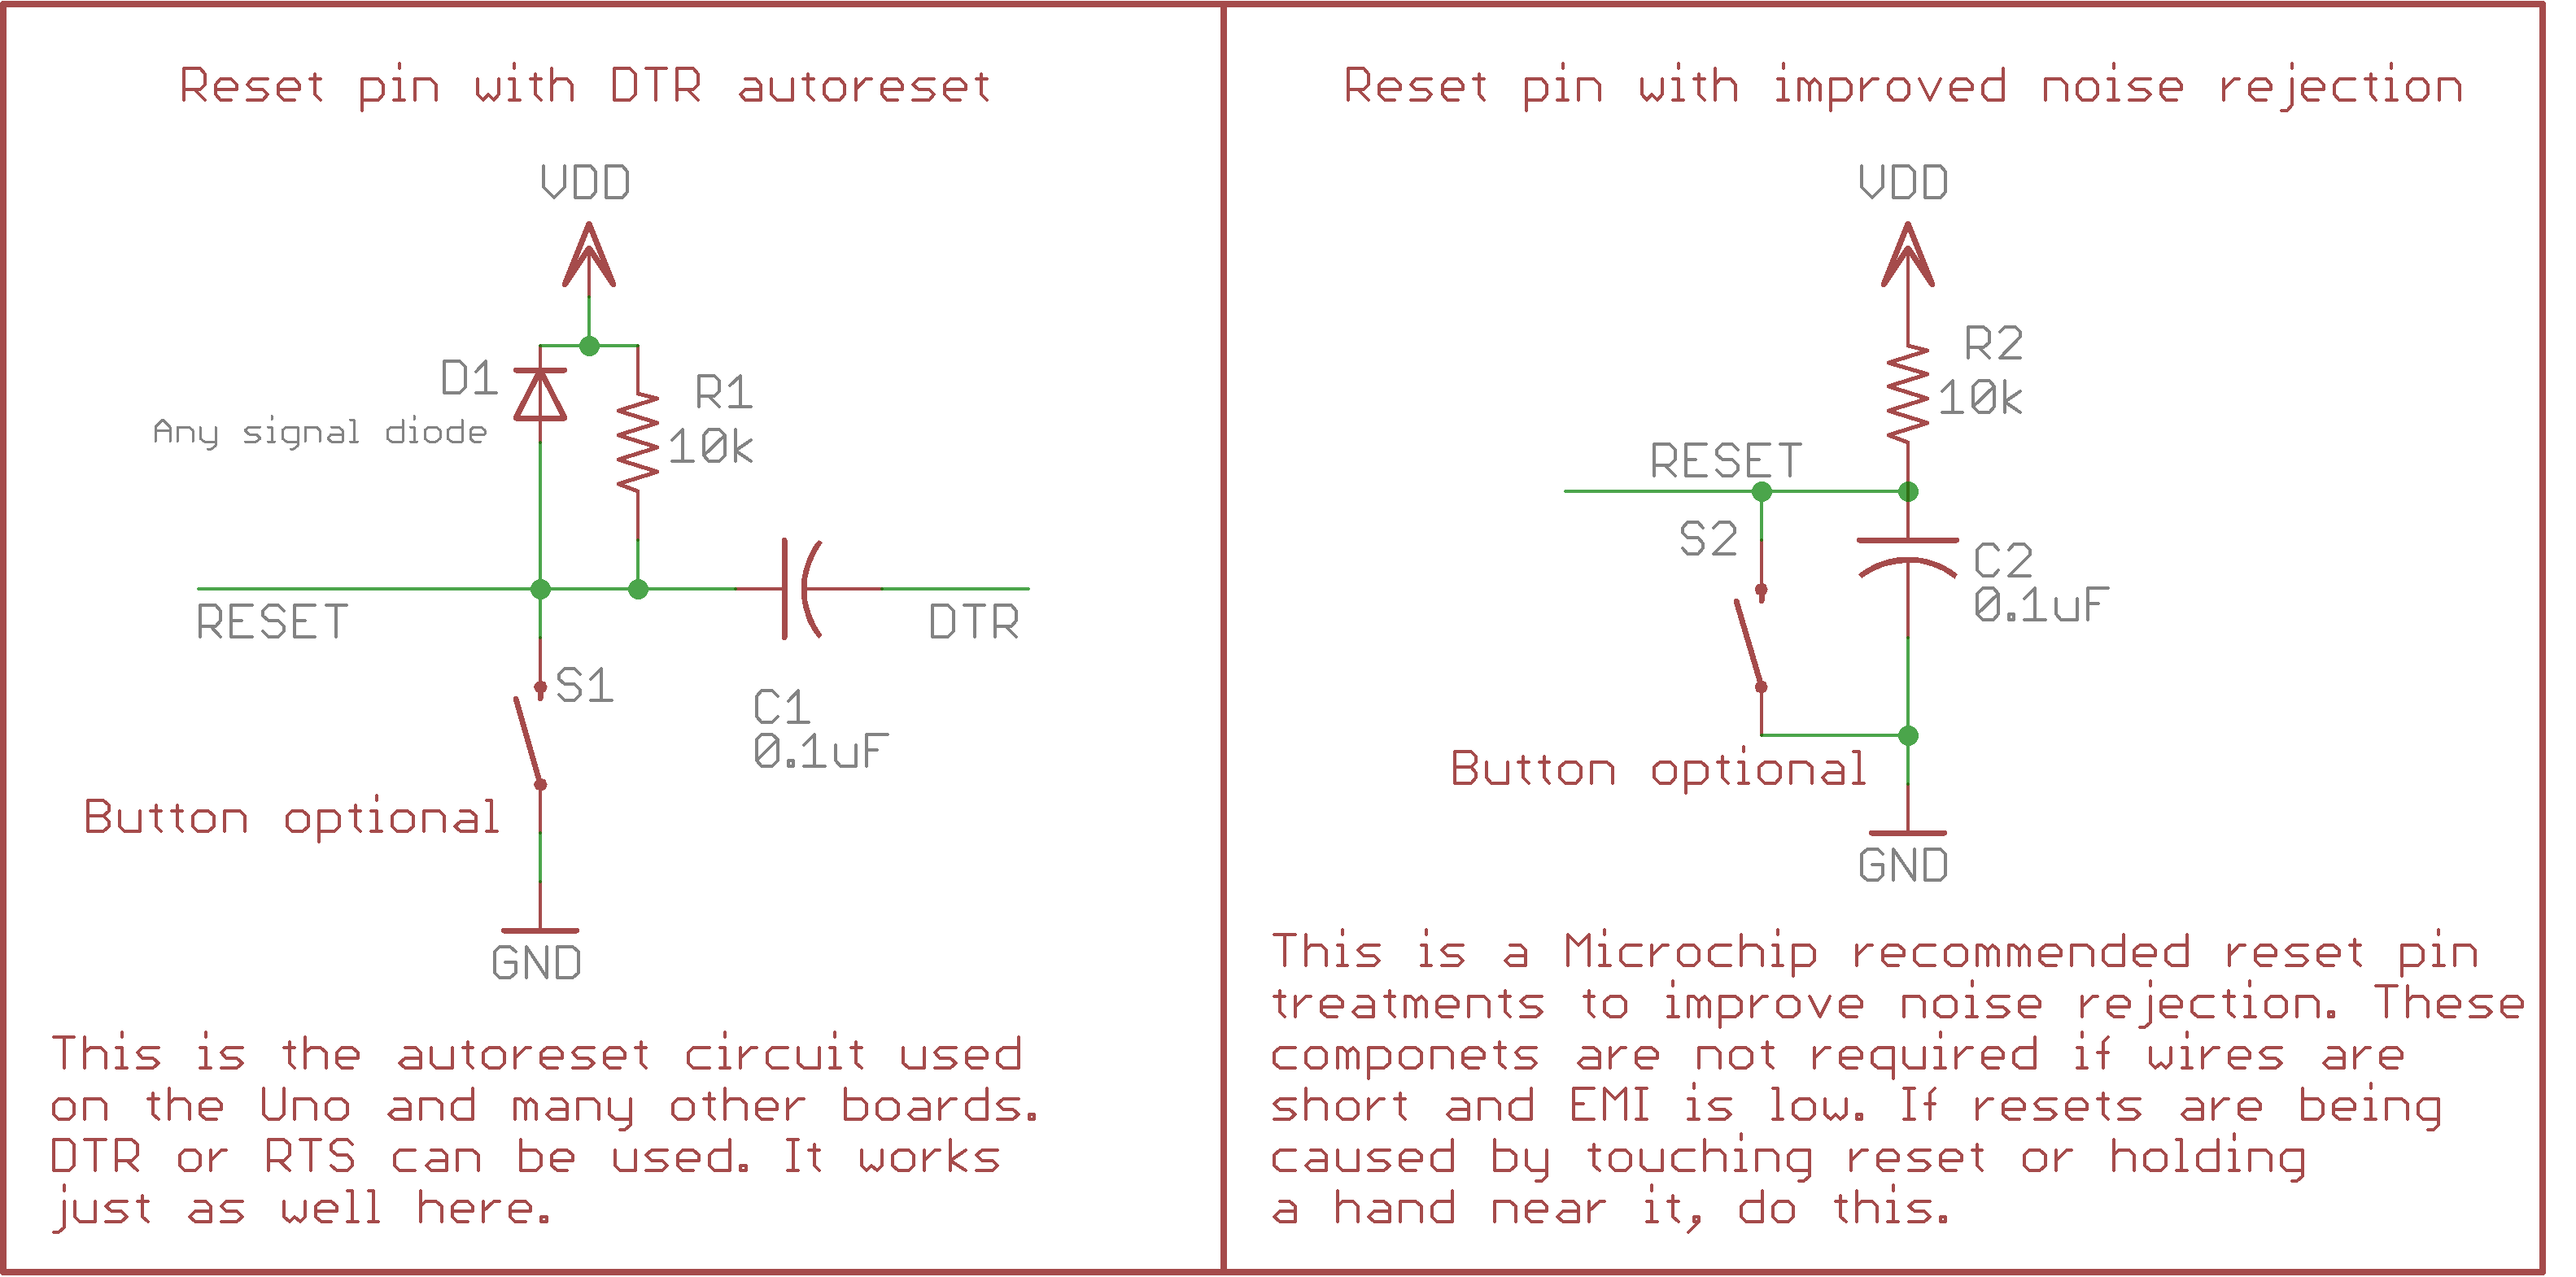 Reset pin with DTR autoreset
VDD
D1
Any signal diode
R1
10k
RESET
DTR
S1
C1
0.1uF
Button optional
GND
This is the autoreset circuit used
on the Uno and many other boards.
DTR or RTS can be used. It works
just as well here.
Reset pin with improved noise rejection
VDD
R2
10k
RESET
S2
C2
0.1uF
Button optional
GND
This is a Microchip recommended reset pin
treatments to improve noise rejection. These
componets are not required if wires are
short and EMI is low. If resets are being
caused by touching reset or holding
a hand near it, do this.